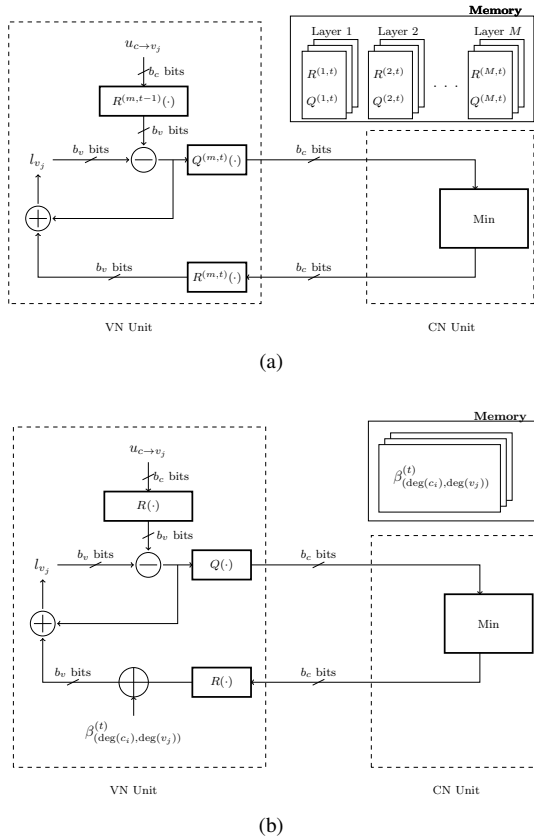 Memory
Layer 1 Layer 2 Layer M
R^{(1,t)} R^{(2,t)} R^{(M,t)}
. . .
Q^{(1,t)} Q^{(2,t)} Q^{(M,t)}
u_{c→v_j}
b_c bits
R^{(m,t−1)}(·)
b_v bits
l_{v_j} b_v bits − Q^{(m,t)}(·) b_c bits
+
Min
b_v bits R^{(m,t)}(·) b_c bits
VN Unit CN Unit
(a)
Memory
β^{(t)}_{(deg(c_i),deg(v_j))}
u_{c→v_j}
b_c bits
R(·)
b_v bits
l_{v_j} b_v bits − Q(·) b_c bits
+
Min
b_v bits + R(·) b_c bits
β^{(t)}_{(deg(c_i),deg(v_j))}
VN Unit CN Unit
(b)